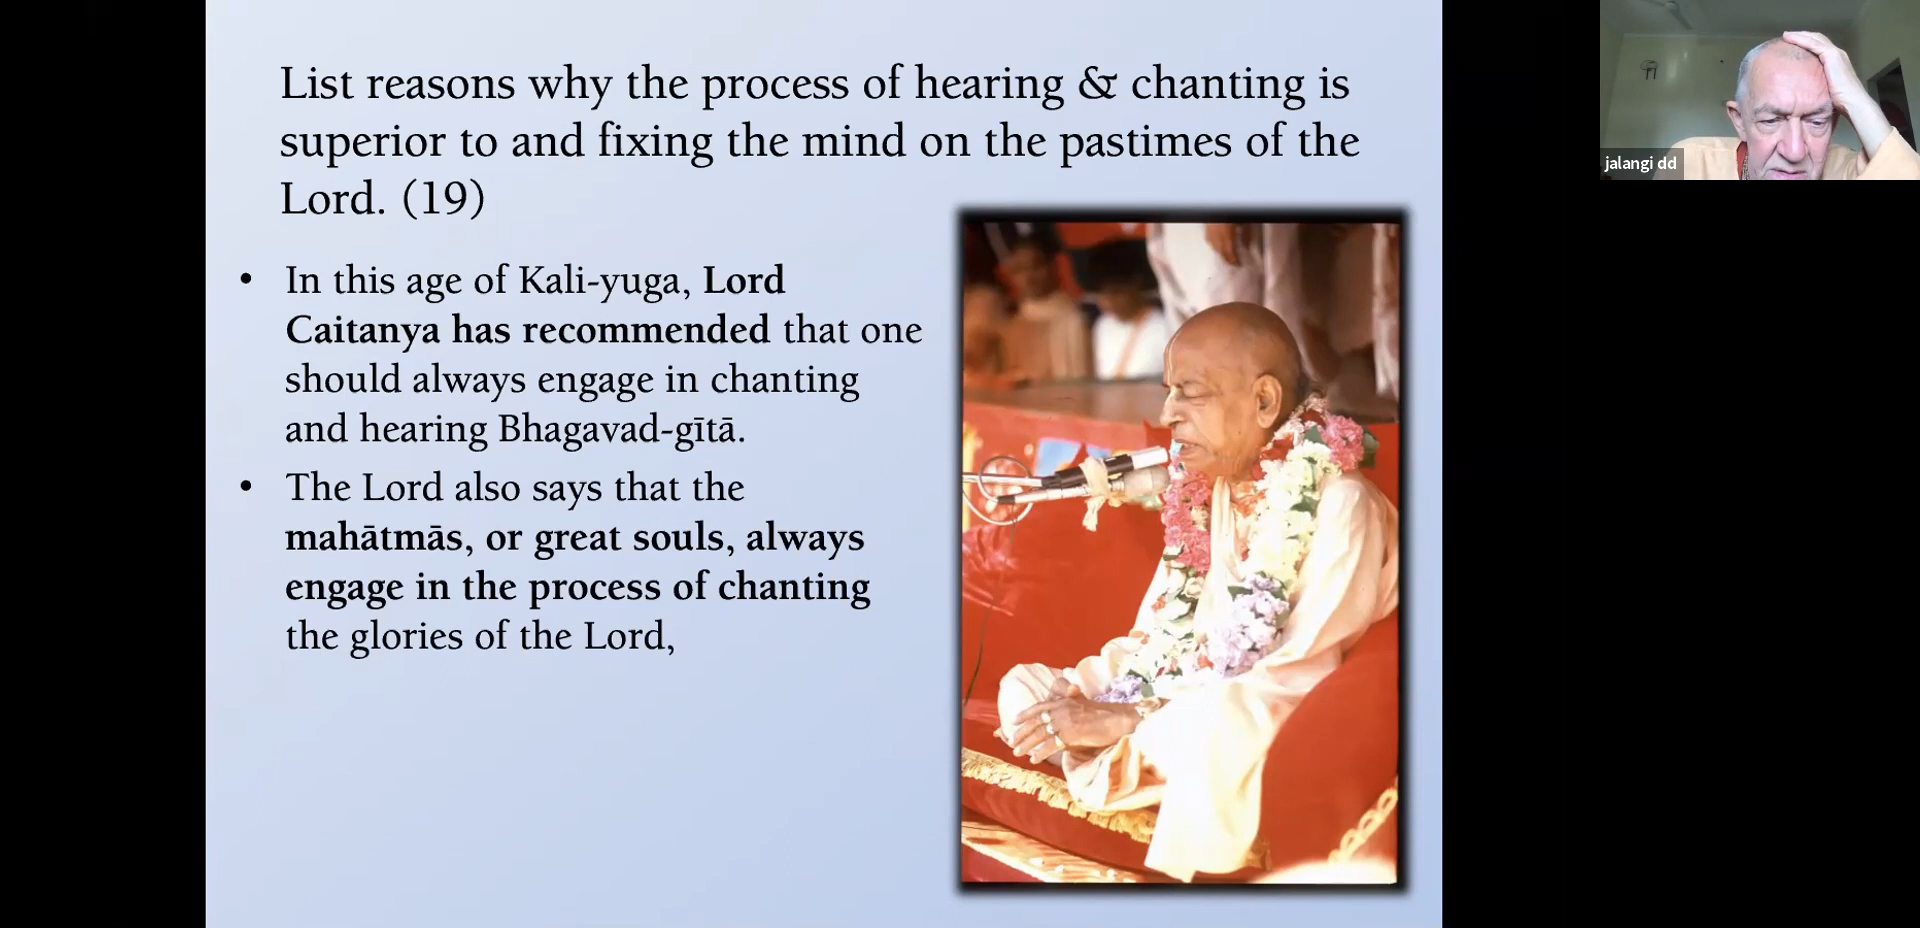 List reasons why the process of hearing & chanting is
superior to and fixing the mind on the pastimes of the
Lord. (19)
• In this age of Kali-yuga, Lord
Caitanya has recommended that one
should always engage in chanting
and hearing Bhagavad-gītā.
• The Lord also says that the
mahātmās, or great souls, always
engage in the process of chanting
the glories of the Lord,
jalangi dd